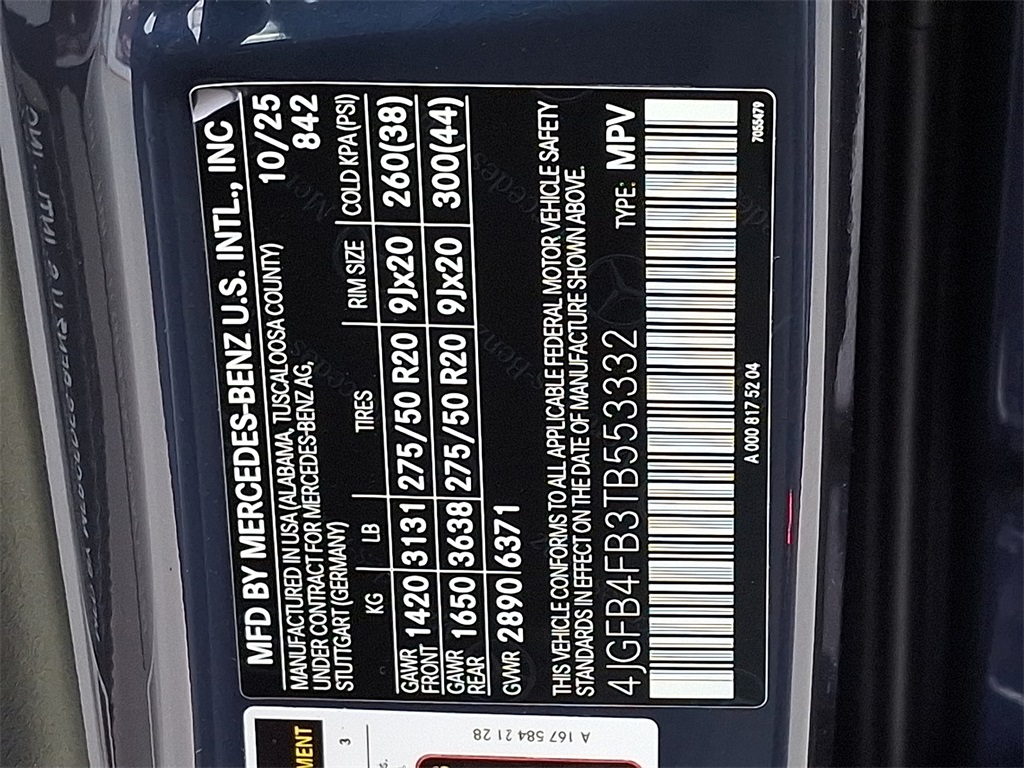 MFD BY MERCEDES-BENZ U.S. INTL., INC
10/25
842
MANUFACTURED IN USA (ALABAMA, TUSCALOOSA COUNTY)
UNDER CONTRACT FOR MERCEDES-BENZ AG,
STUTTGART (GERMANY)
KG LB TIRES RIM SIZE COLD KPA (PSI)
GAWR FRONT 1420 3131 275/50 R20 9Jx20 260(38)
GAWR REAR 1650 3638 275/50 R20 9Jx20 300(44)
GVWR 2890/6371
THIS VEHICLE CONFORMS TO ALL APPLICABLE FEDERAL MOTOR VEHICLE SAFETY
STANDARDS IN EFFECT ON THE DATE OF MANUFACTURE SHOWN ABOVE.
4JGFB4FB3TB553332 TYPE: MPV
A 000 817 52 04
7055479
MENT
3
A 167 584 21 28